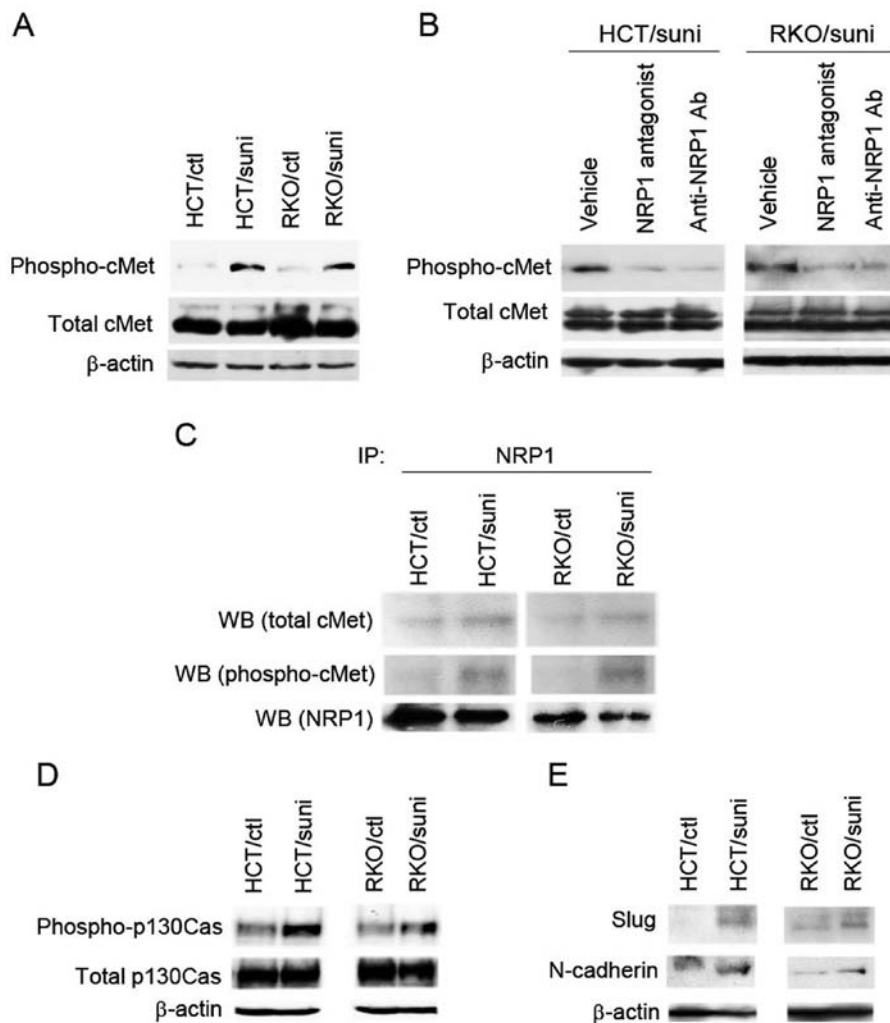 A
HCT/ctl
HCT/suni
RKO/ctl
RKO/suni
Phospho-cMet
Total cMet
β-actin
B
HCT/suni
RKO/suni
Vehicle
NRP1 antagonist
Anti-NRP1 Ab
Vehicle
NRP1 antagonist
Anti-NRP1 Ab
Phospho-cMet
Total cMet
β-actin
C
IP:
NRP1
HCT/ctl
HCT/suni
RKO/ctl
RKO/suni
WB (total cMet)
WB (phospho-cMet)
WB (NRP1)
D
HCT/ctl
HCT/suni
RKO/ctl
RKO/suni
Phospho-p130Cas
Total p130Cas
β-actin
E
HCT/ctl
HCT/suni
RKO/ctl
RKO/suni
Slug
N-cadherin
β-actin